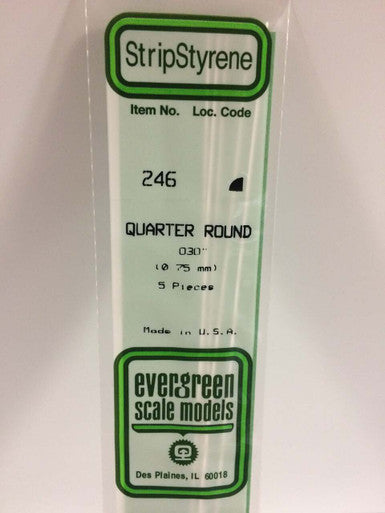 StripStyrene
Item No. Loc. Code
246
QUARTER ROUND
.030"
(0.75 mm)
5 Pieces
Made in U.S.A.
evergreen
scale models
Des Plaines, IL 60018